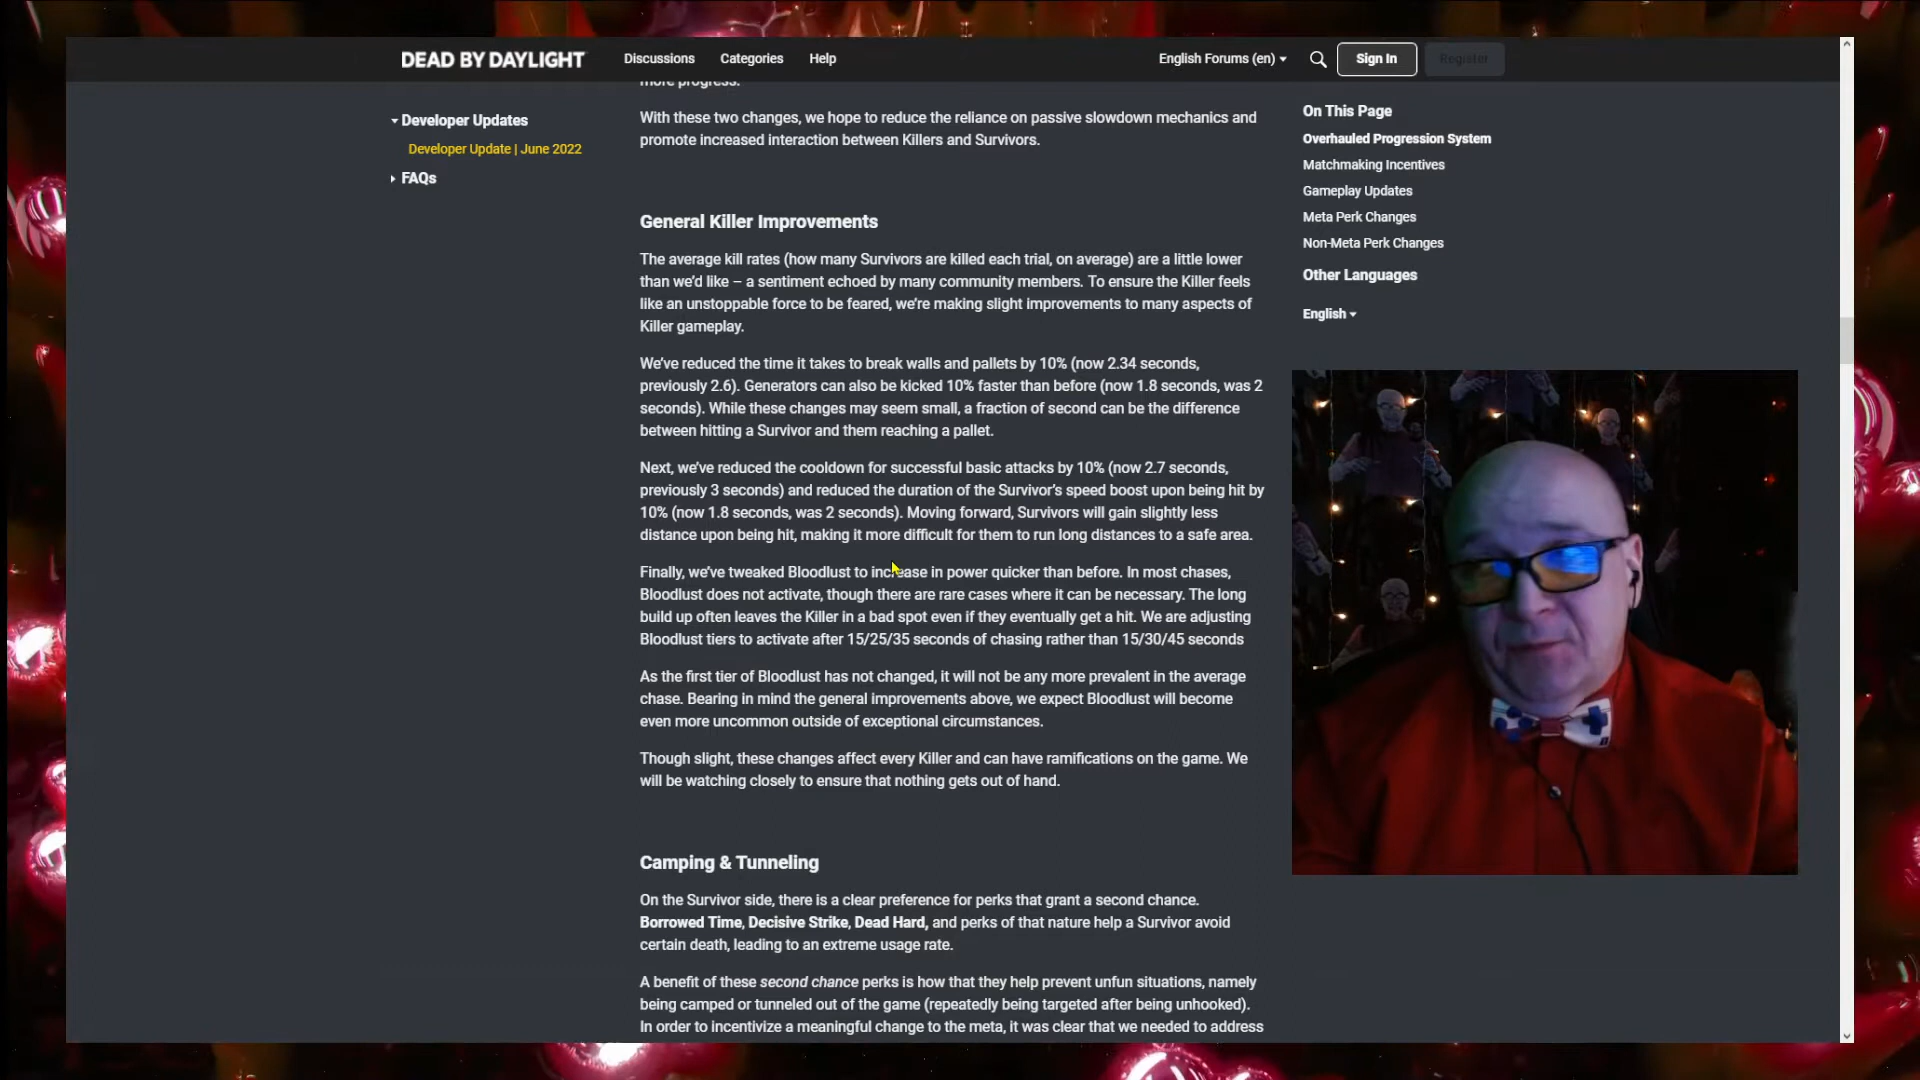 DEAD BY DAYLIGHT
Discussions
Categories
Help
English Forums (en)
Sign In
Register
Developer Updates
Developer Update | June 2022
FAQs
more progress.
With these two changes, we hope to reduce the reliance on passive slowdown mechanics and
promote increased interaction between Killers and Survivors.
General Killer Improvements
The average kill rates (how many Survivors are killed each trial, on average) are a little lower
than we'd like – a sentiment echoed by many community members. To ensure the Killer feels
like an unstoppable force to be feared, we're making slight improvements to many aspects of
Killer gameplay.
We've reduced the time it takes to break walls and pallets by 10% (now 2.34 seconds,
previously 2.6). Generators can also be kicked 10% faster than before (now 1.8 seconds, was 2
seconds). While these changes may seem small, a fraction of second can be the difference
between hitting a Survivor and them reaching a pallet.
Next, we've reduced the cooldown for successful basic attacks by 10% (now 2.7 seconds,
previously 3 seconds) and reduced the duration of the Survivor's speed boost upon being hit by
10% (now 1.8 seconds, was 2 seconds). Moving forward, Survivors will gain slightly less
distance upon being hit, making it more difficult for them to run long distances to a safe area.
Finally, we've tweaked Bloodlust to increase in power quicker than before. In most chases,
Bloodlust does not activate, though there are rare cases where it can be necessary. The long
build up often leaves the Killer in a bad spot even if they eventually get a hit. We are adjusting
Bloodlust tiers to activate after 15/25/35 seconds of chasing rather than 15/30/45 seconds
As the first tier of Bloodlust has not changed, it will not be any more prevalent in the average
chase. Bearing in mind the general improvements above, we expect Bloodlust will become
even more uncommon outside of exceptional circumstances.
Though slight, these changes affect every Killer and can have ramifications on the game. We
will be watching closely to ensure that nothing gets out of hand.
Camping & Tunneling
On the Survivor side, there is a clear preference for perks that grant a second chance.
Borrowed Time, Decisive Strike, Dead Hard, and perks of that nature help a Survivor avoid
certain death, leading to an extreme usage rate.
A benefit of these second chance perks is how that they help prevent unfun situations, namely
being camped or tunneled out of the game (repeatedly being targeted after being unhooked).
In order to incentivize a meaningful change to the meta, it was clear that we needed to address
On This Page
Overhauled Progression System
Matchmaking Incentives
Gameplay Updates
Meta Perk Changes
Non-Meta Perk Changes
Other Languages
English